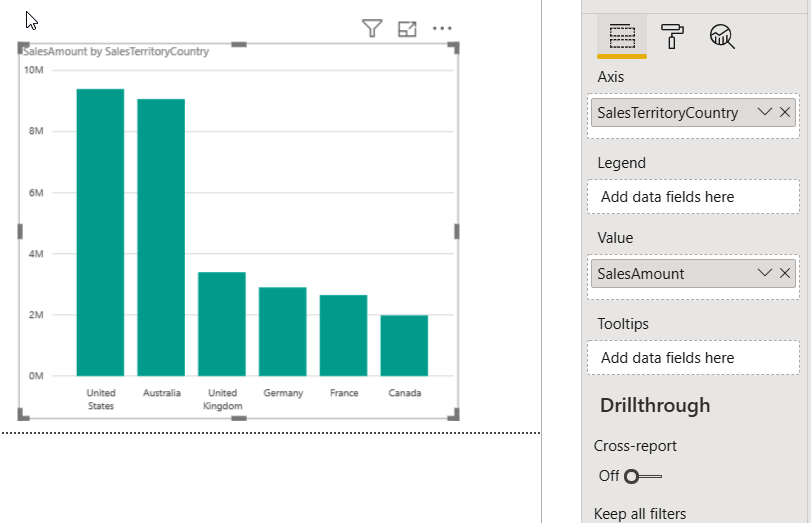 SalesAmount by SalesTerritoryCountry
10M
8M
6M
4M
2M
0M
United States
Australia
United Kingdom
Germany
France
Canada
Axis
SalesTerritoryCountry
Legend
Add data fields here
Value
SalesAmount
Tooltips
Add data fields here
Drillthrough
Cross-report
Off
Keep all filters